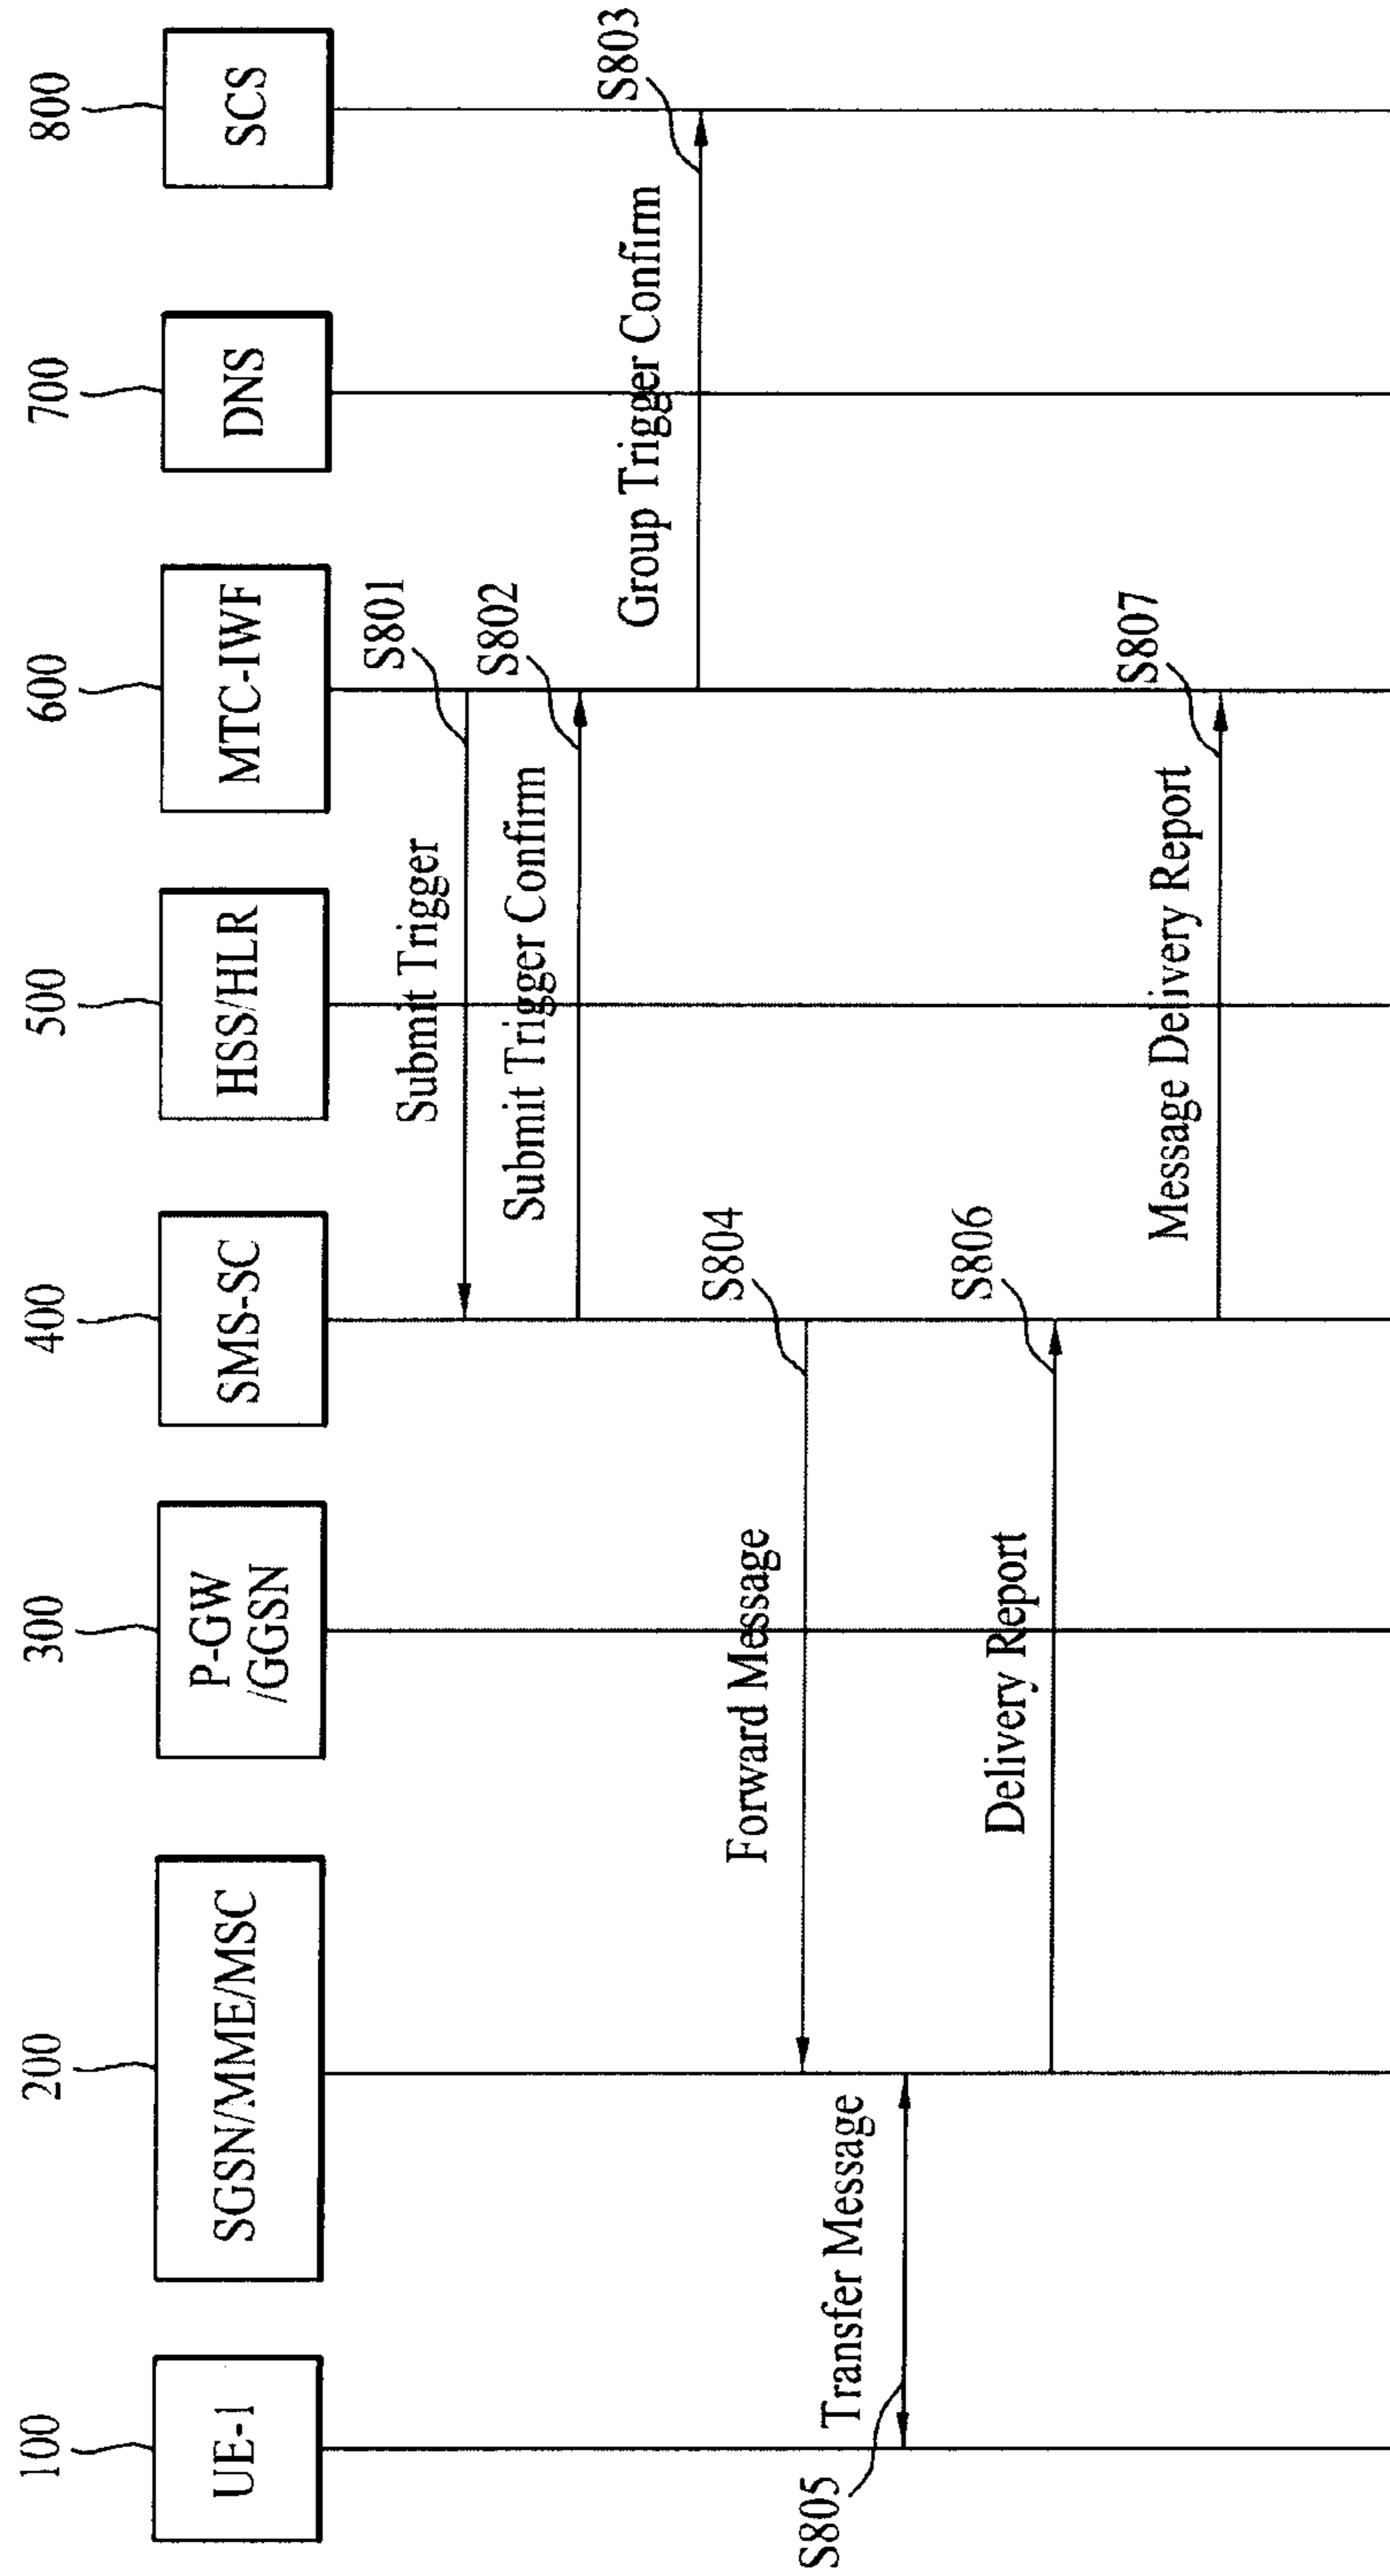 100
200
300
400
500
600
700
800
UE-1
SGSN/MME/MSC
P-GW
/GGSN
SMS-SC
HSS/HLR
MTC-IWF
DNS
SCS
Submit Trigger
S801
Submit Trigger Confirm
S802
Group Trigger Confirm
S803
Forward Message
S804
S805
Transfer Message
Delivery Report
S806
Message Delivery Report
S807